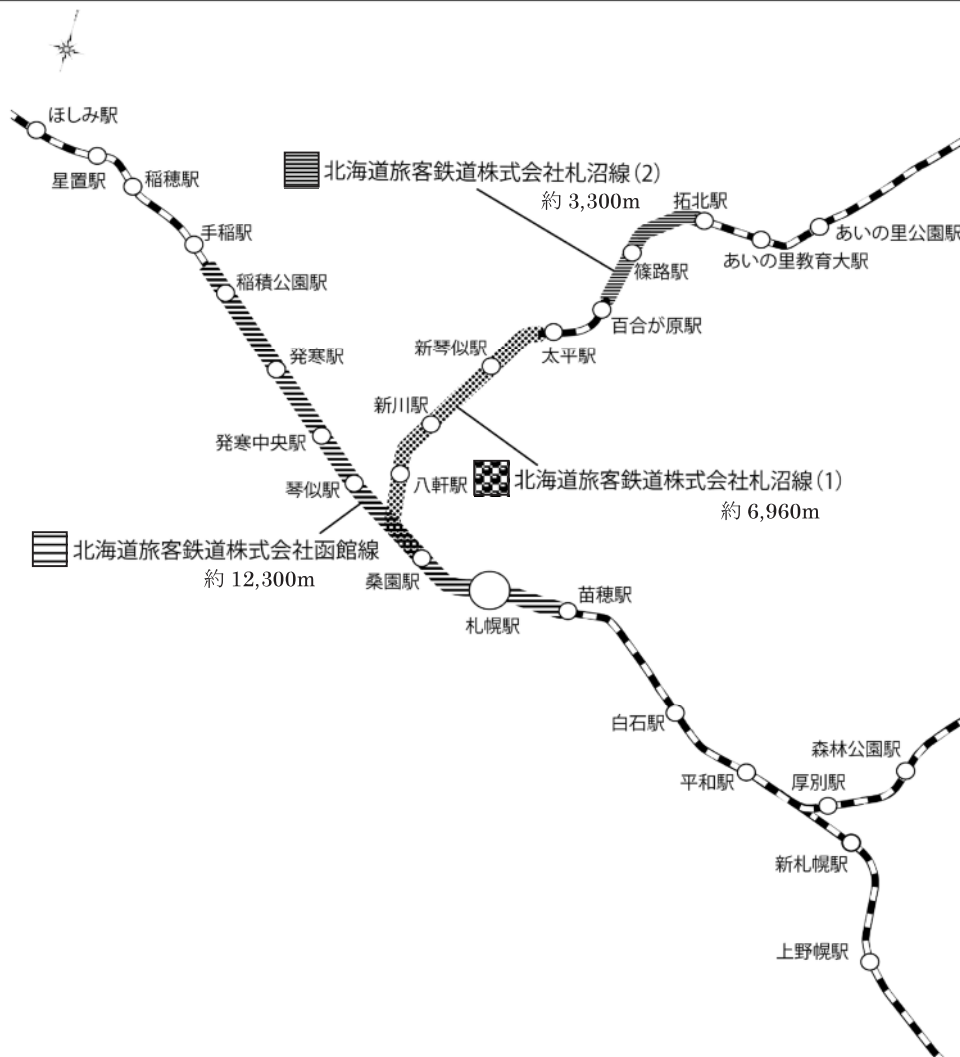 ほしみ駅
星置駅
稲穂駅
手稲駅
稲積公園駅
発寒駅
発寒中央駅
琴似駅
北海道旅客鉄道株式会社札沼線(2)
約 3,300m
拓北駅
あいの里公園駅
あいの里教育大駅
篠路駅
百合が原駅
太平駅
新琴似駅
新川駅
八軒駅
北海道旅客鉄道株式会社札沼線(1)
約 6,960m
北海道旅客鉄道株式会社函館線
約 12,300m
桑園駅
札幌駅
苗穂駅
白石駅
平和駅
厚別駅
森林公園駅
新札幌駅
上野幌駅